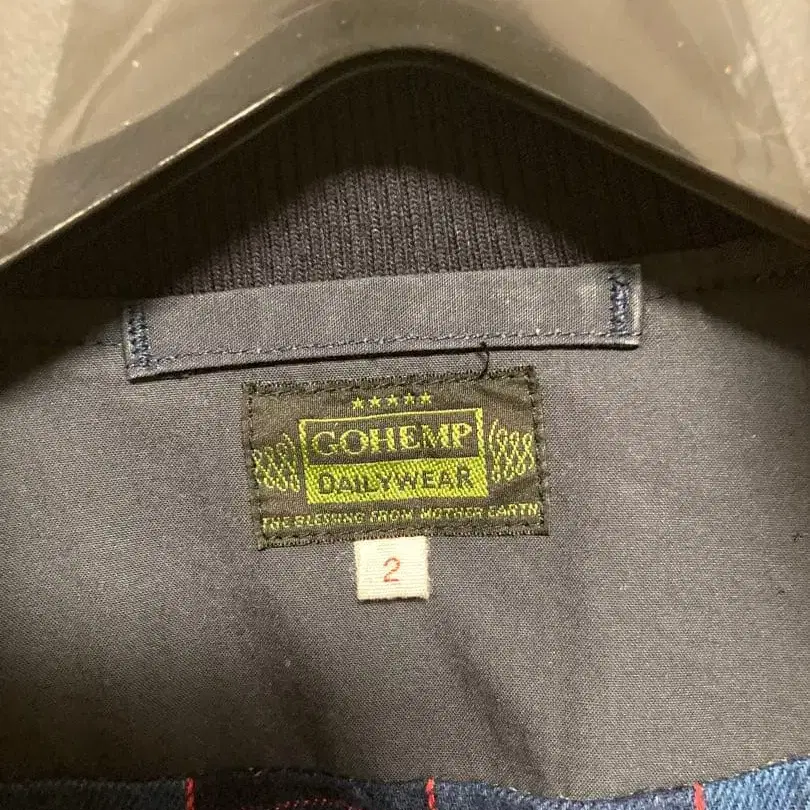 GOHEMP
DAILYWEAR
THE BLESSING FROM MOTHER EARTH
2